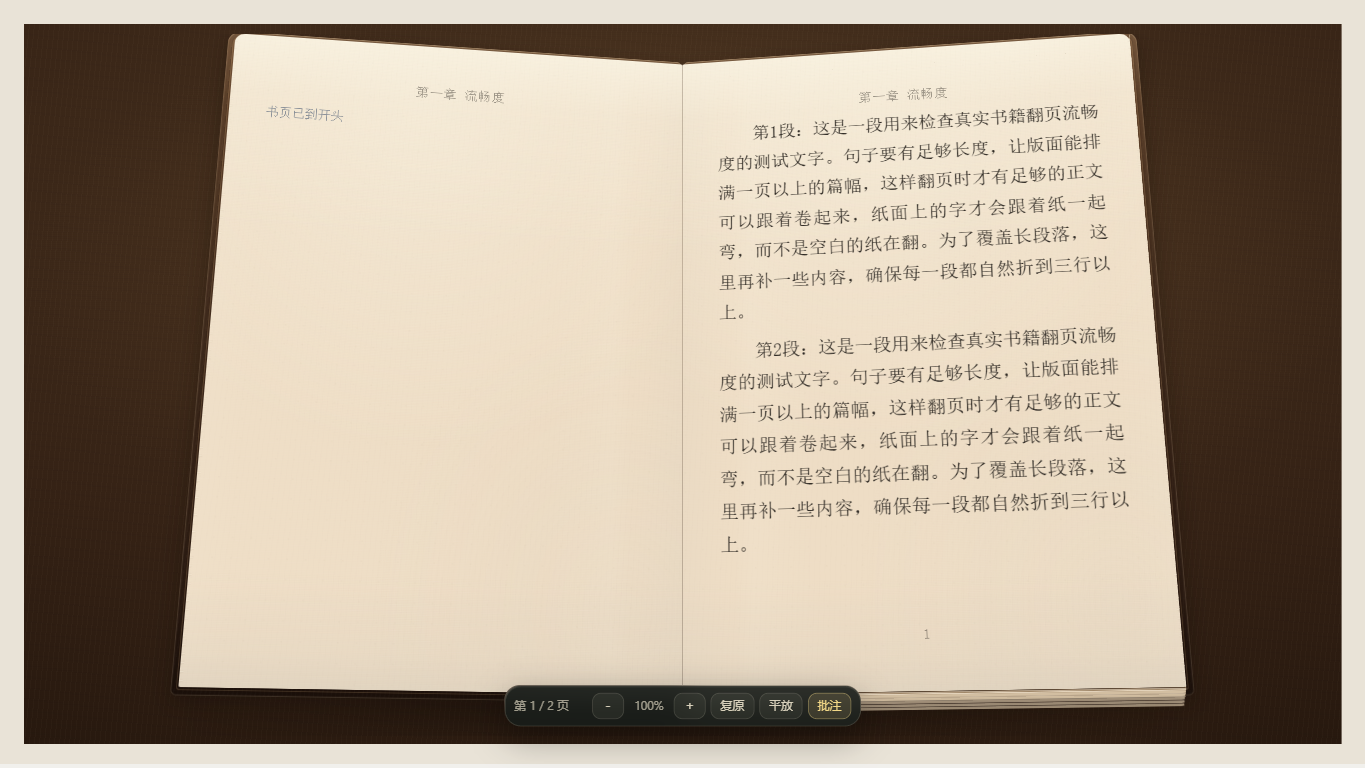 第一章 流畅度
书页已到开头
第一章 流畅度
第1段：这是一段用来检查真实书籍翻页流畅
度的测试文字。句子要有足够长度，让版面能排
满一页以上的篇幅，这样翻页时才有足够的正文
可以跟着卷起来，纸面上的字才会跟着纸一起
弯，而不是空白的纸在翻。为了覆盖长段落，这
里再补一些内容，确保每一段都自然折到三行以
上。
第2段：这是一段用来检查真实书籍翻页流畅
度的测试文字。句子要有足够长度，让版面能排
满一页以上的篇幅，这样翻页时才有足够的正文
可以跟着卷起来，纸面上的字才会跟着纸一起
弯，而不是空白的纸在翻。为了覆盖长段落，这
里再补一些内容，确保每一段都自然折到三行以
上。
1
第 1 / 2 页 - 100% + 复原 平放 批注